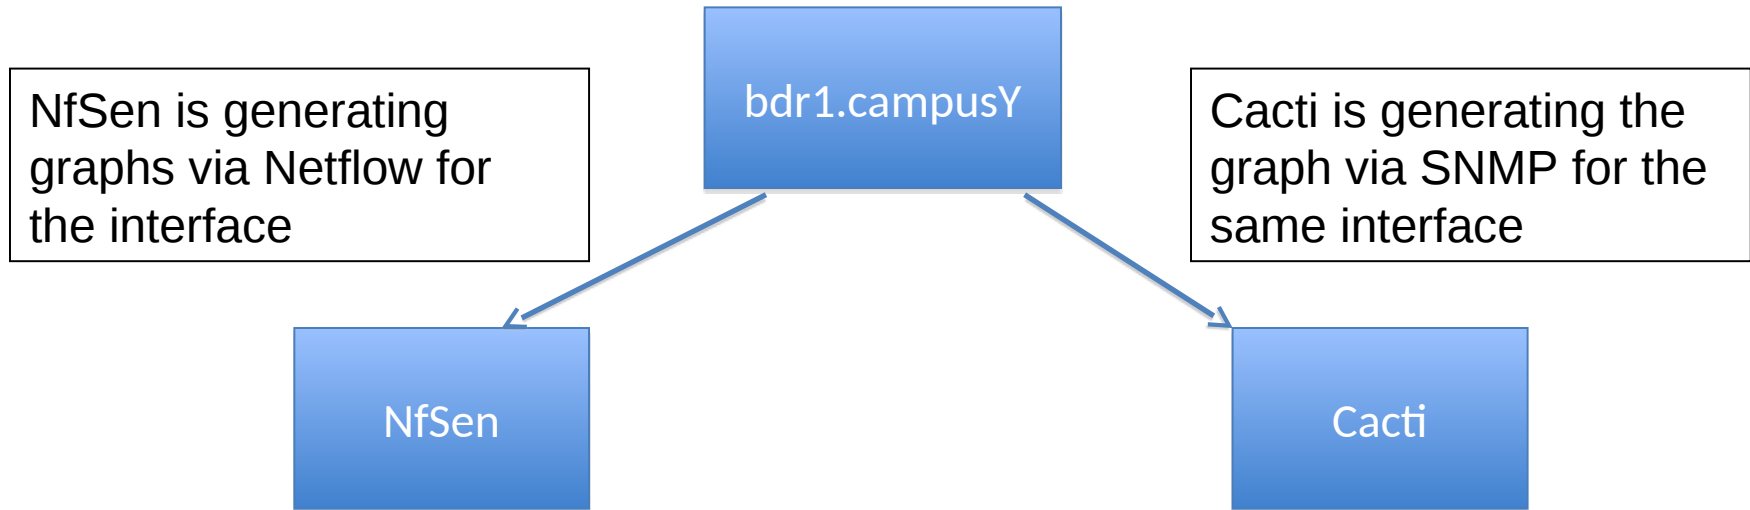 bdr1.campusY
NfSen is generating
graphs via Netflow for
the interface
Cacti is generating the
graph via SNMP for the
same interface
NfSen
Cacti